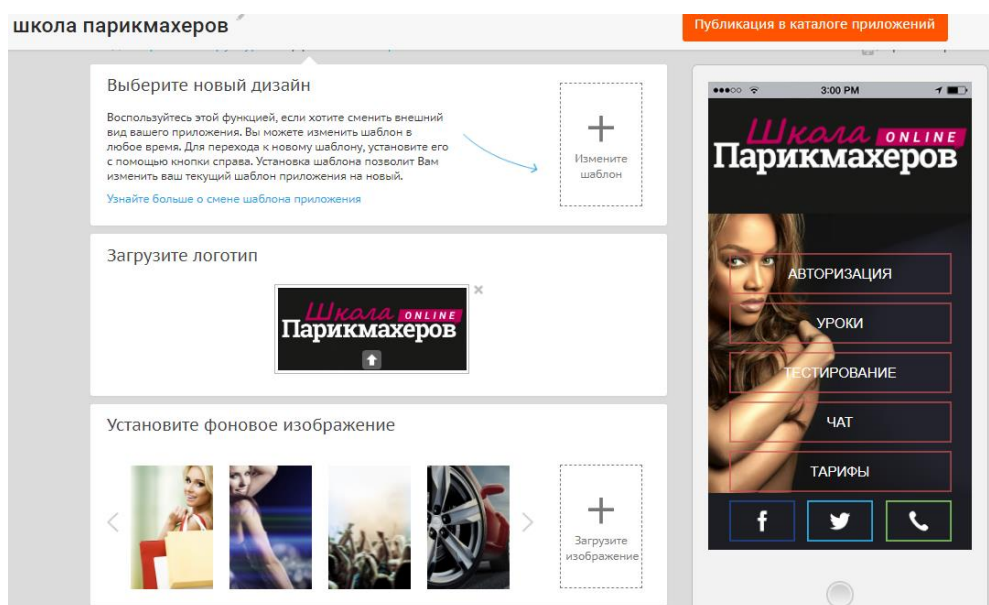 школа парикмахеров
Публикация в каталоге приложений
Выберите новый дизайн
Воспользуйтесь этой функцией, если хотите сменить внешний
вид вашего приложения. Вы можете изменить шаблон в
любое время. Для перехода к новому шаблону, установите его
с помощью кнопки справа. Установка шаблона позволит Вам
изменить ваш текущий шаблон приложения на новый.
Узнайте больше о смене шаблона приложения
Измените
шаблон
Загрузите логотип
Школа ONLINE
Парикмахеров
Установите фоновое изображение
Загрузите
изображение
3:00 PM
Школа ONLINE
Парикмахеров
АВТОРИЗАЦИЯ
УРОКИ
ТЕСТИРОВАНИЕ
ЧАТ
ТАРИФЫ